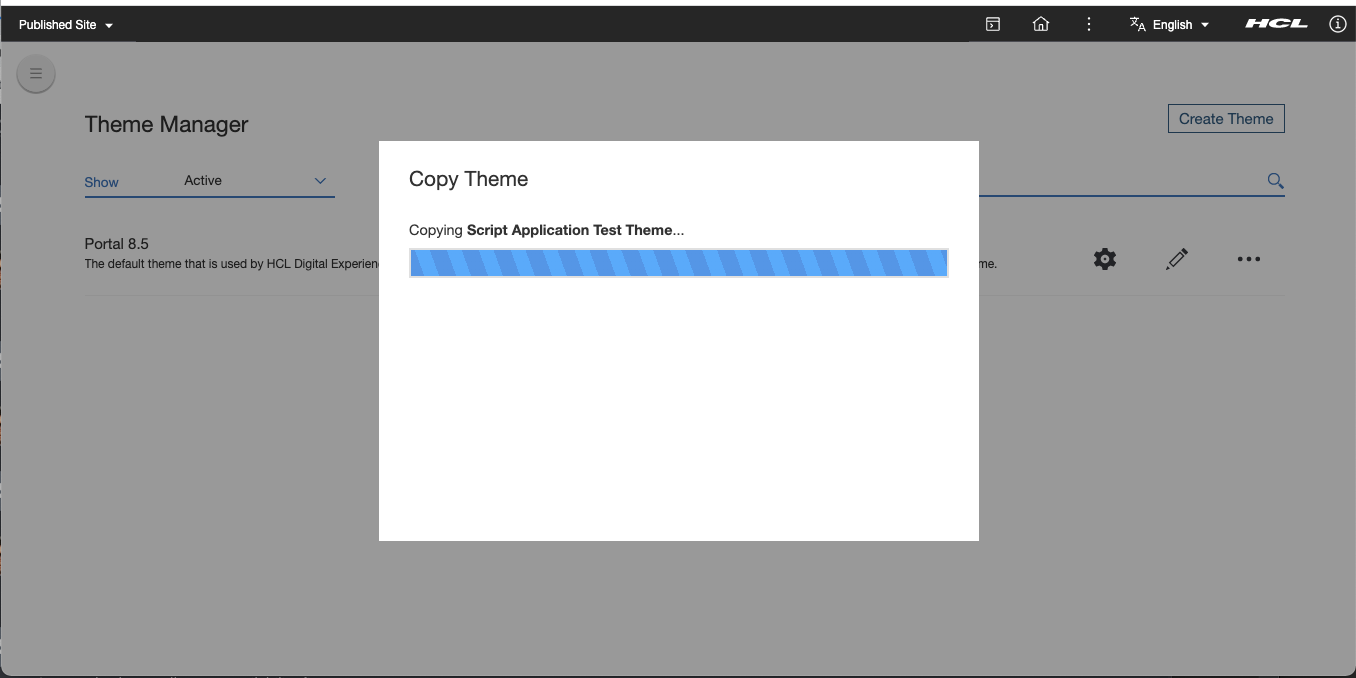 Published Site
English
HCL
Theme Manager
Create Theme
Show
Active
Copy Theme
Copying Script Application Test Theme...
Portal 8.5
The default theme that is used by HCL Digital Experien
me.